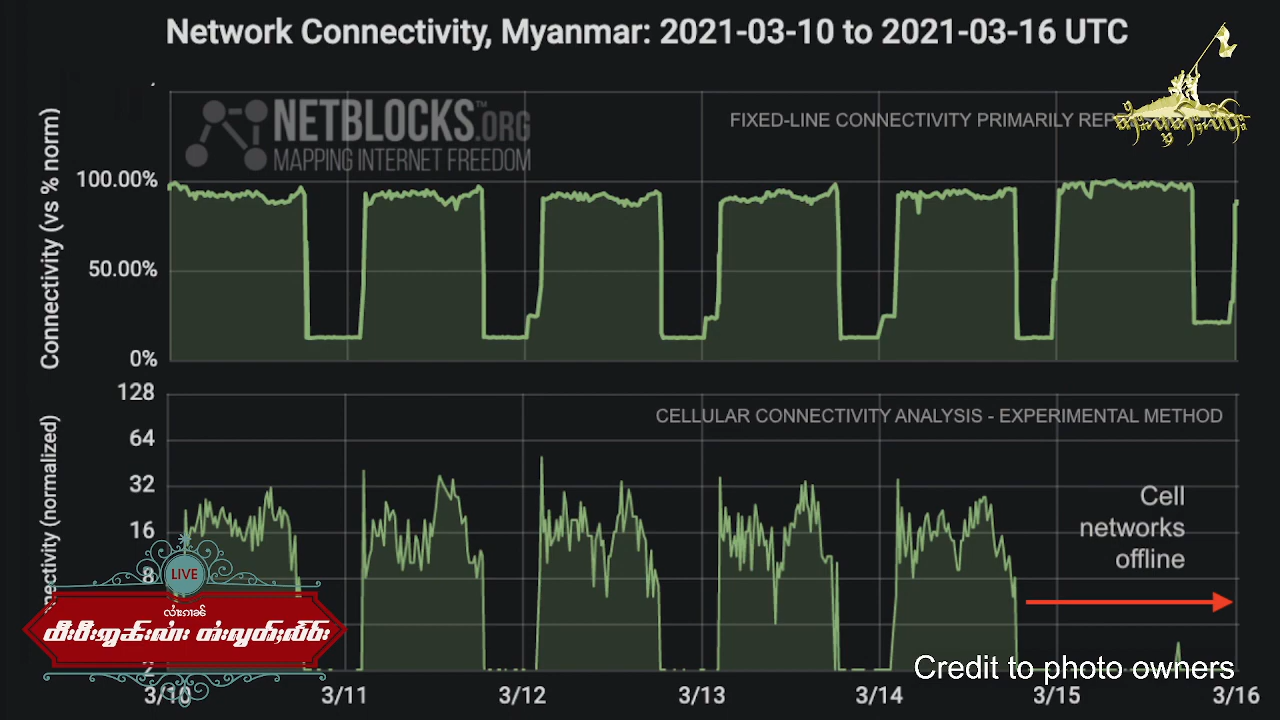 Network Connectivity, Myanmar: 2021-03-10 to 2021-03-16 UTC
NETBLOCKS.ORG
MAPPING INTERNET FREEDOM
FIXED-LINE CONNECTIVITY PRIMARILY REP
Connectivity (vs % norm)
100.00%
50.00%
0%
CELLULAR CONNECTIVITY ANALYSIS - EXPERIMENTAL METHOD
(normalized)
128
64
32
16
8
2
Cell
networks
offline
LIVE
Credit to photo owners
3/10 3/11 3/12 3/13 3/14 3/15 3/16